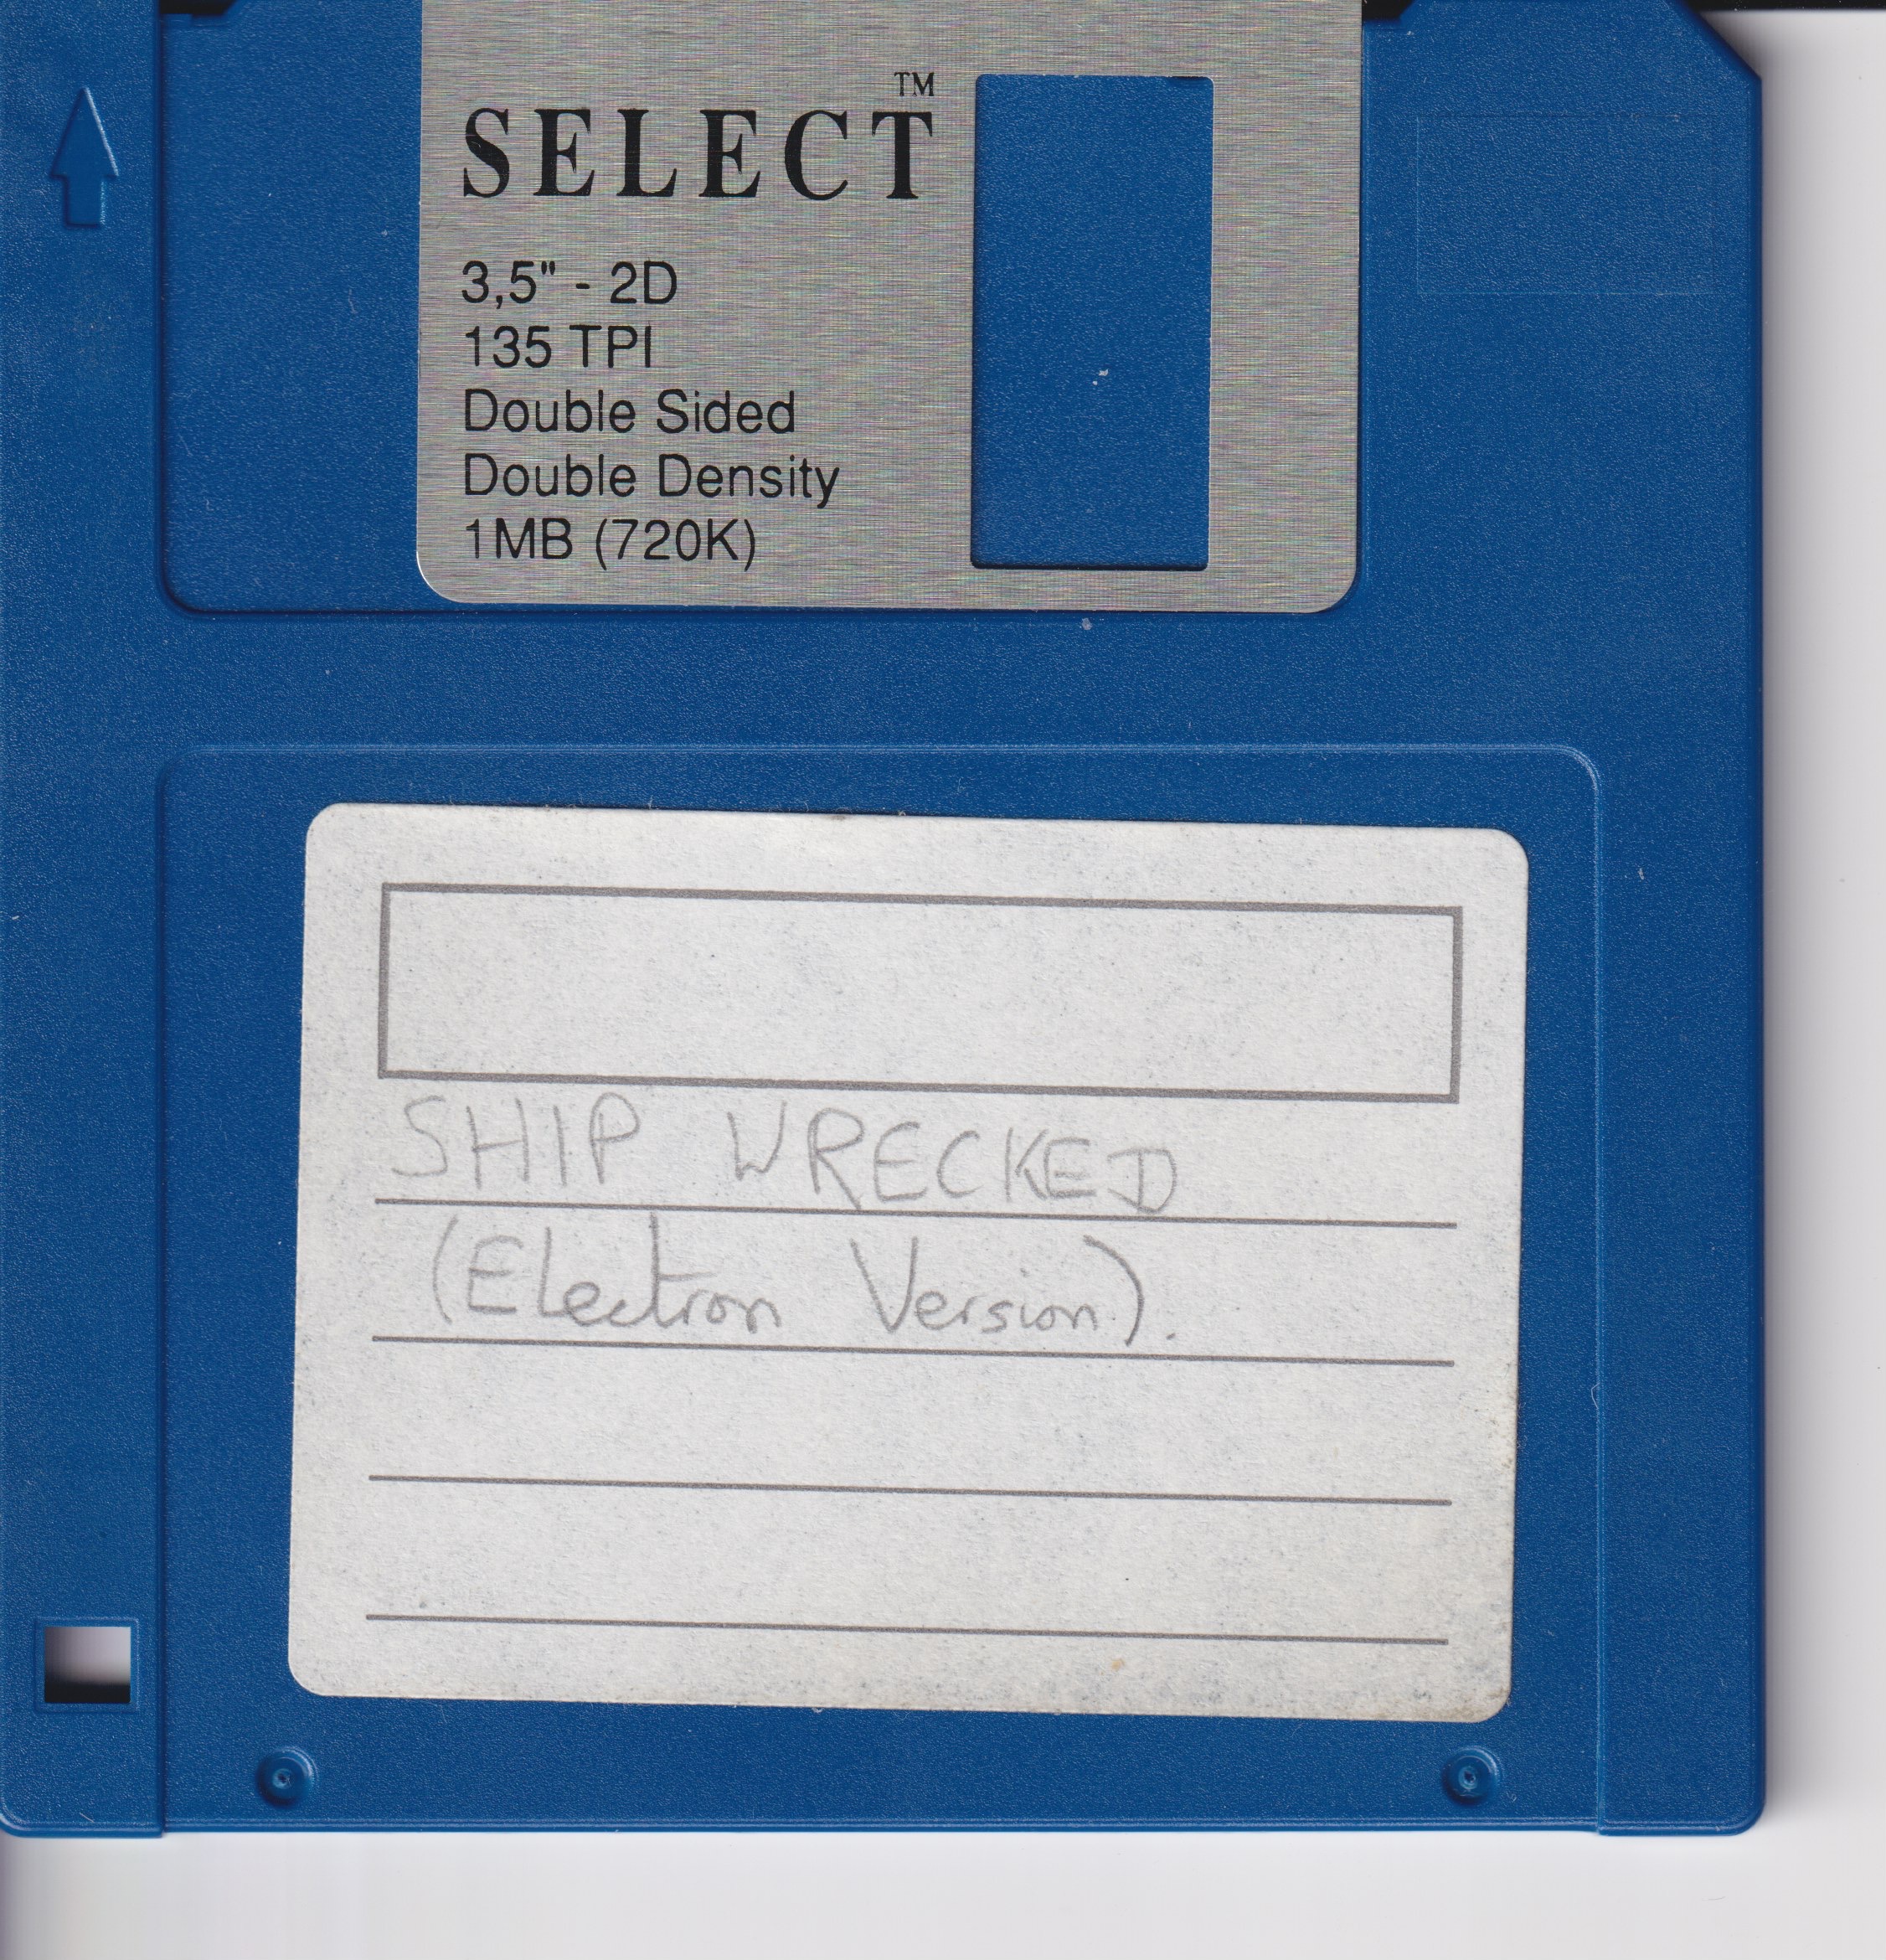 SELECT™
3,5" - 2D
135 TPI
Double Sided
Double Density
1MB (720K)
SHIP WRECKED
(Electron Version).